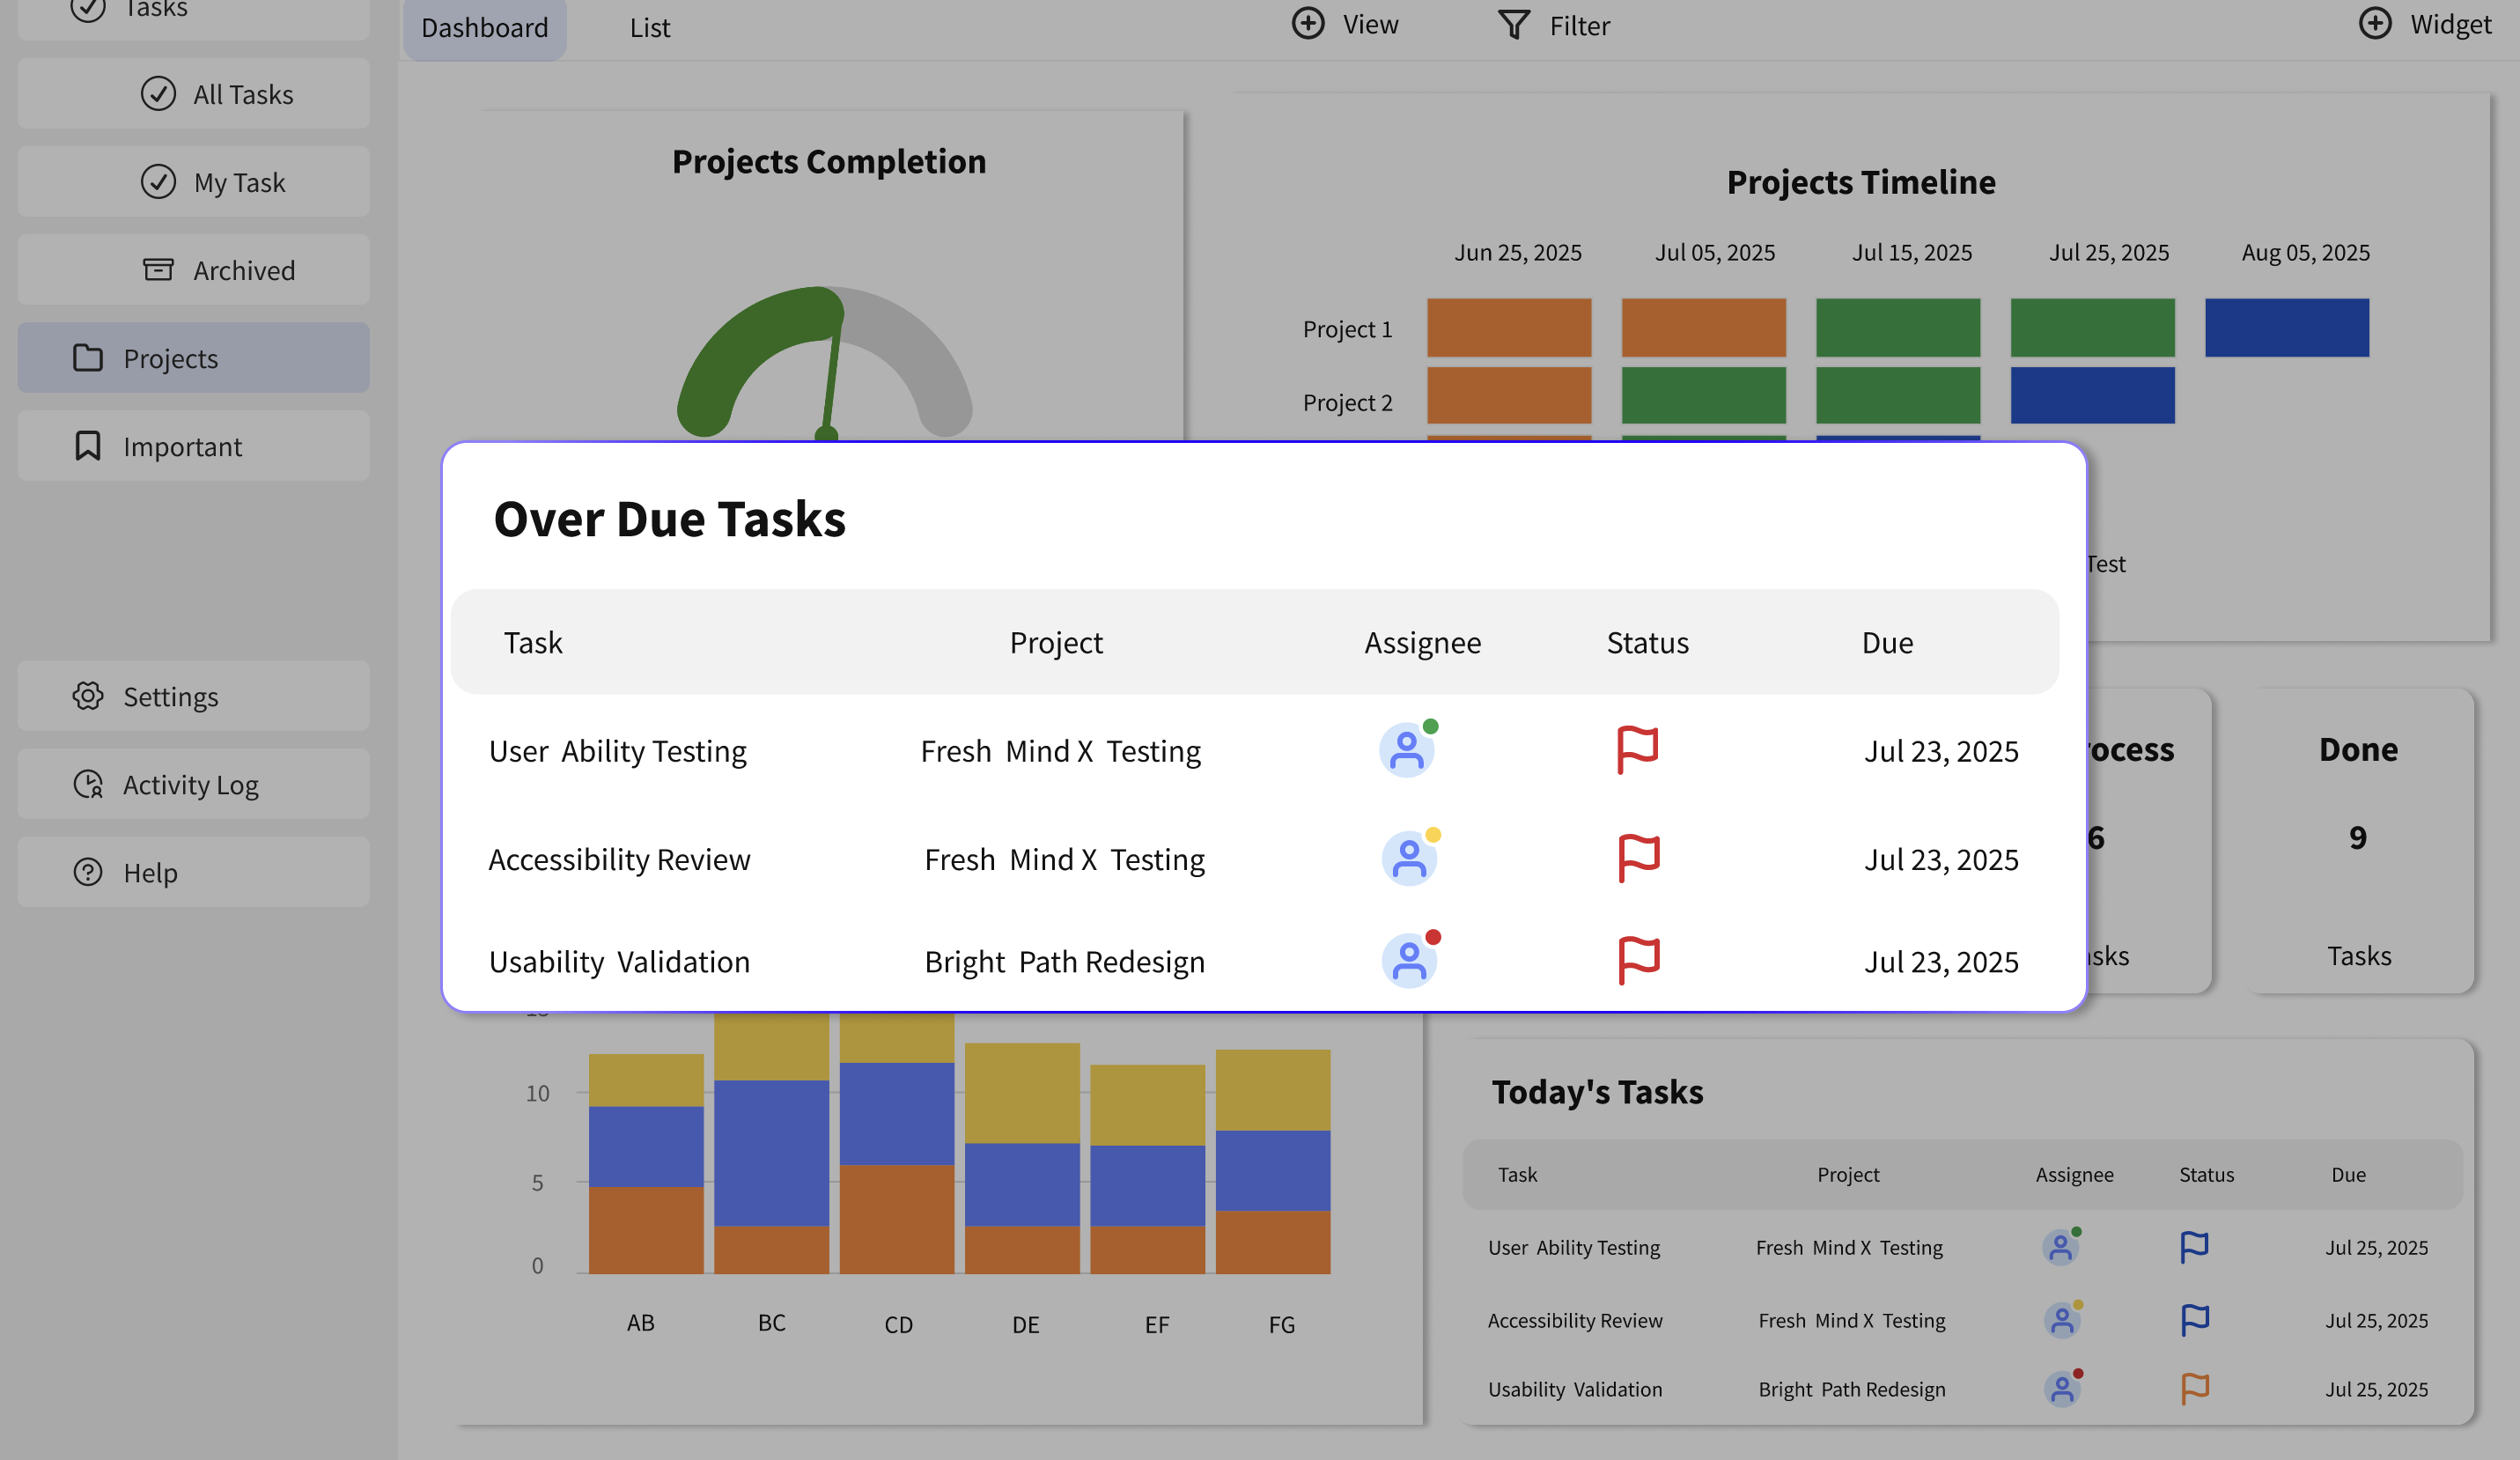 Tasks
All Tasks
My Task
Archived
Projects
Important
Settings
Activity Log
Help
Dashboard
List
View
Filter
Widget
Projects Completion
Projects Timeline
Jun 25, 2025
Jul 05, 2025
Jul 15, 2025
Jul 25, 2025
Aug 05, 2025
Project 1
Project 2
Test
Over Due Tasks
Task Project Assignee Status Due
User Ability Testing Fresh Mind X Testing Jul 23, 2025
Accessibility Review Fresh Mind X Testing Jul 23, 2025
Usability Validation Bright Path Redesign Jul 23, 2025
6
Done
9
Tasks
10
5
0
AB BC CD DE EF FG
Today's Tasks
Task Project Assignee Status Due
User Ability Testing Fresh Mind X Testing Jul 25, 2025
Accessibility Review Fresh Mind X Testing Jul 25, 2025
Usability Validation Bright Path Redesign Jul 25, 2025